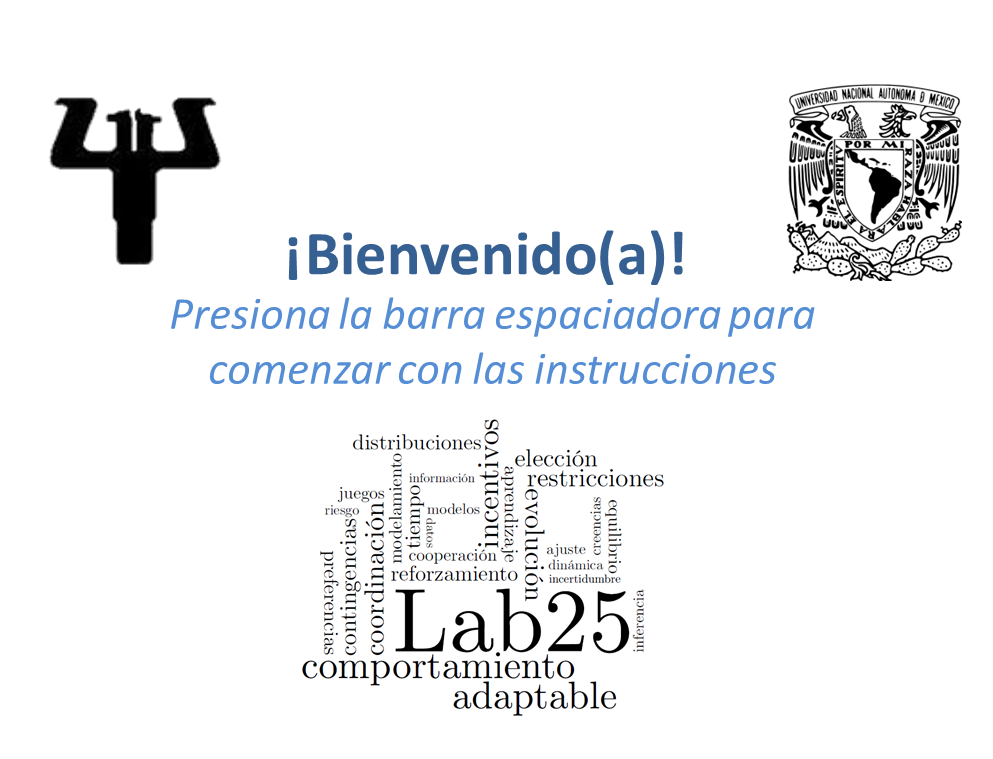 UNIVERSIDAD NACIONAL AUTONOMA D MEXICO
POR MI RAZA HABLARA EL ESPIRITU
¡Bienvenido(a)!
Presiona la barra espaciadora para
comenzar con las instrucciones
distribuciones
incentivos
elección
restricciones
información
modelamiento
tiempo
aprendizaje
juegos
riesgo
modelos
datos
evolución
creencias
equilibrio
coordinación
contingencias
preferencias
cooperación
ajuste
dinámica
reforzamiento
incertidumbre
Lab25
inferencia
comportamiento
adaptable